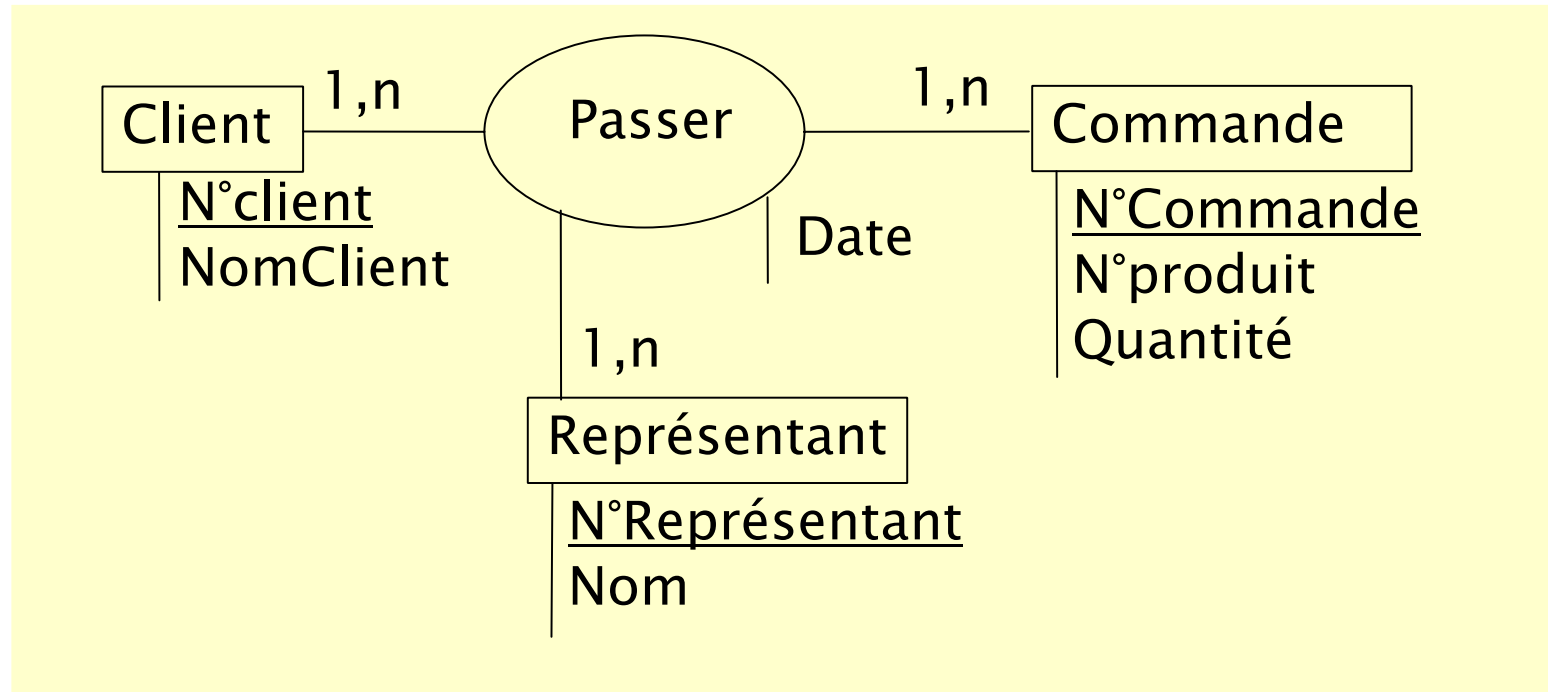 Client
1,n
Passer
1,n
Commande
N°client
NomClient
Date
N°Commande
N°produit
Quantité
1,n
Représentant
N°Représentant
Nom